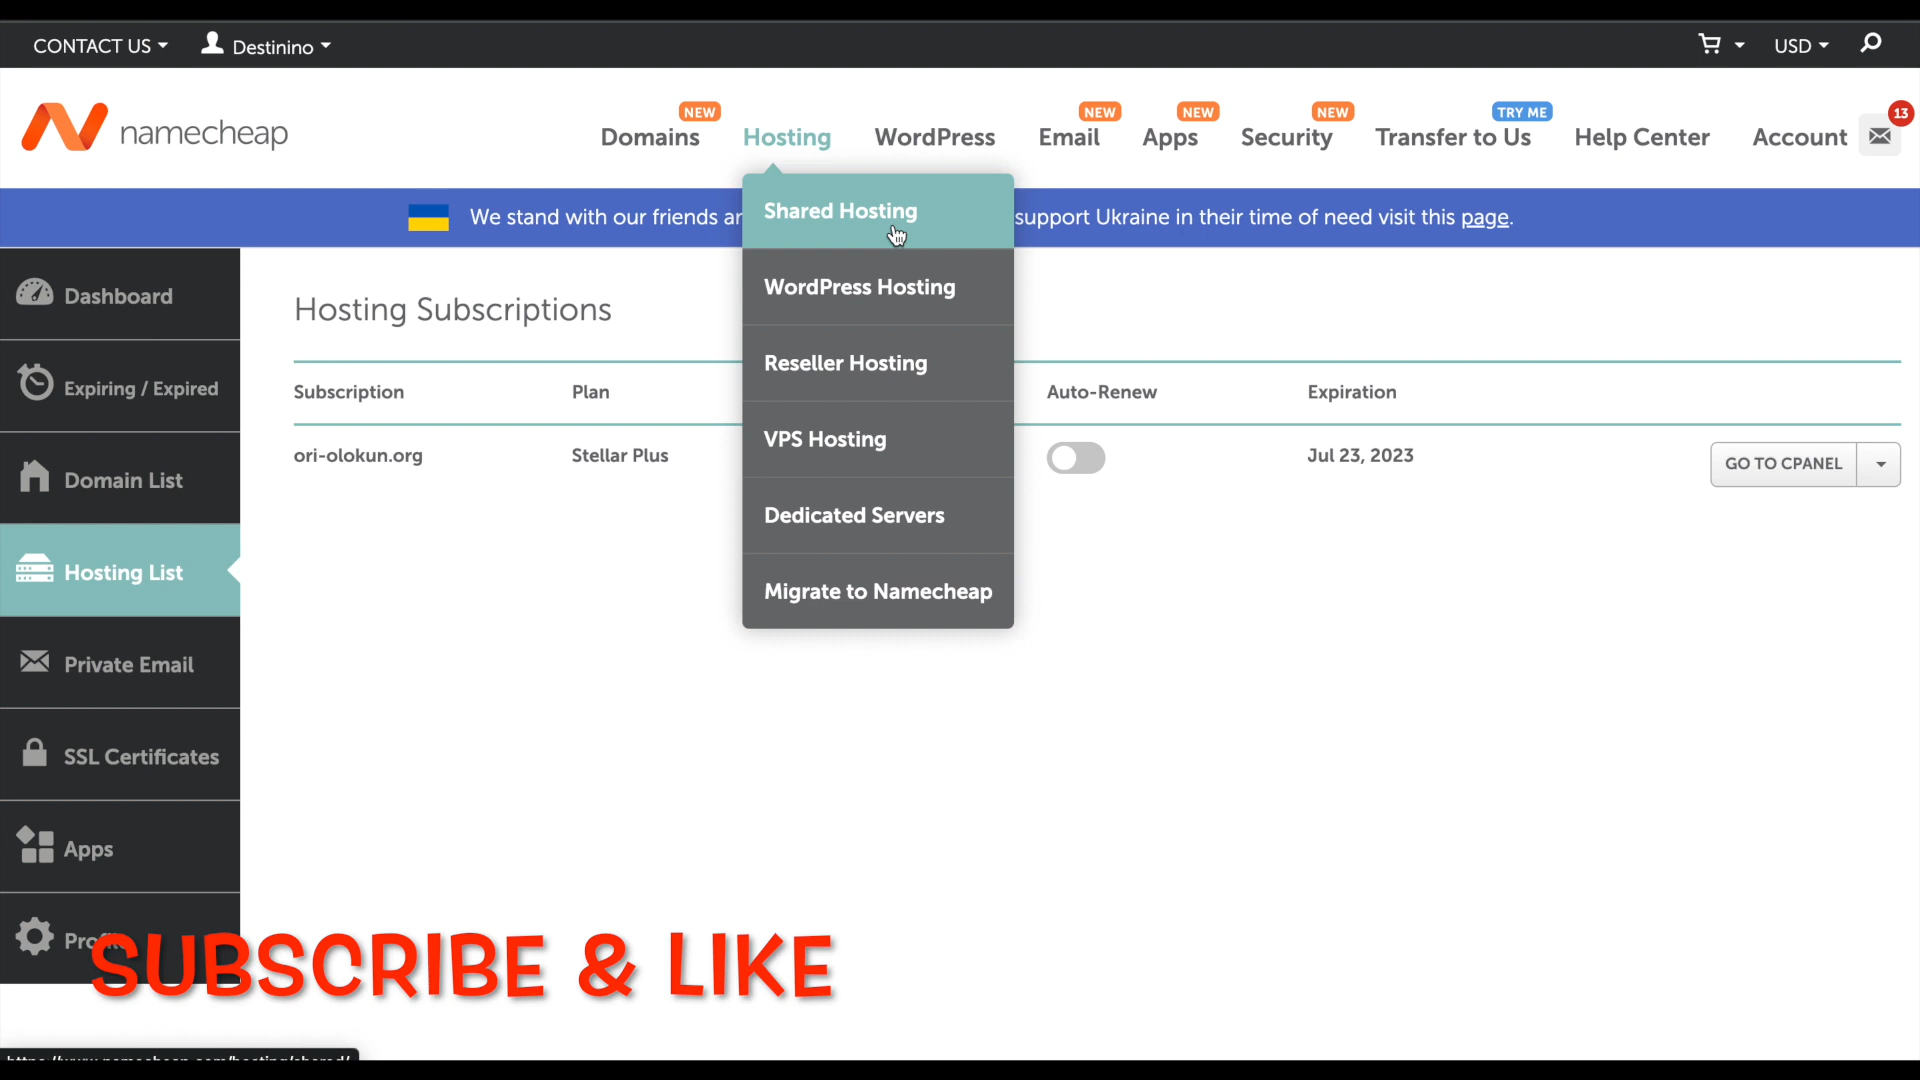 CONTACT US
Destinino
USD
namecheap
NEW
NEW
NEW
NEW
TRY ME
13
Domains
Hosting
WordPress
Email
Apps
Security
Transfer to Us
Help Center
Account
We stand with our friends
support Ukraine in their time of need visit this page.
Shared Hosting
WordPress Hosting
Reseller Hosting
VPS Hosting
Dedicated Servers
Migrate to Namecheap
Dashboard
Expiring / Expired
Domain List
Hosting List
Private Email
SSL Certificates
Apps
Hosting Subscriptions
Subscription
Plan
Auto-Renew
Expiration
ori-olokun.org
Stellar Plus
Jul 23, 2023
GO TO CPANEL
SUBSCRIBE & LIKE